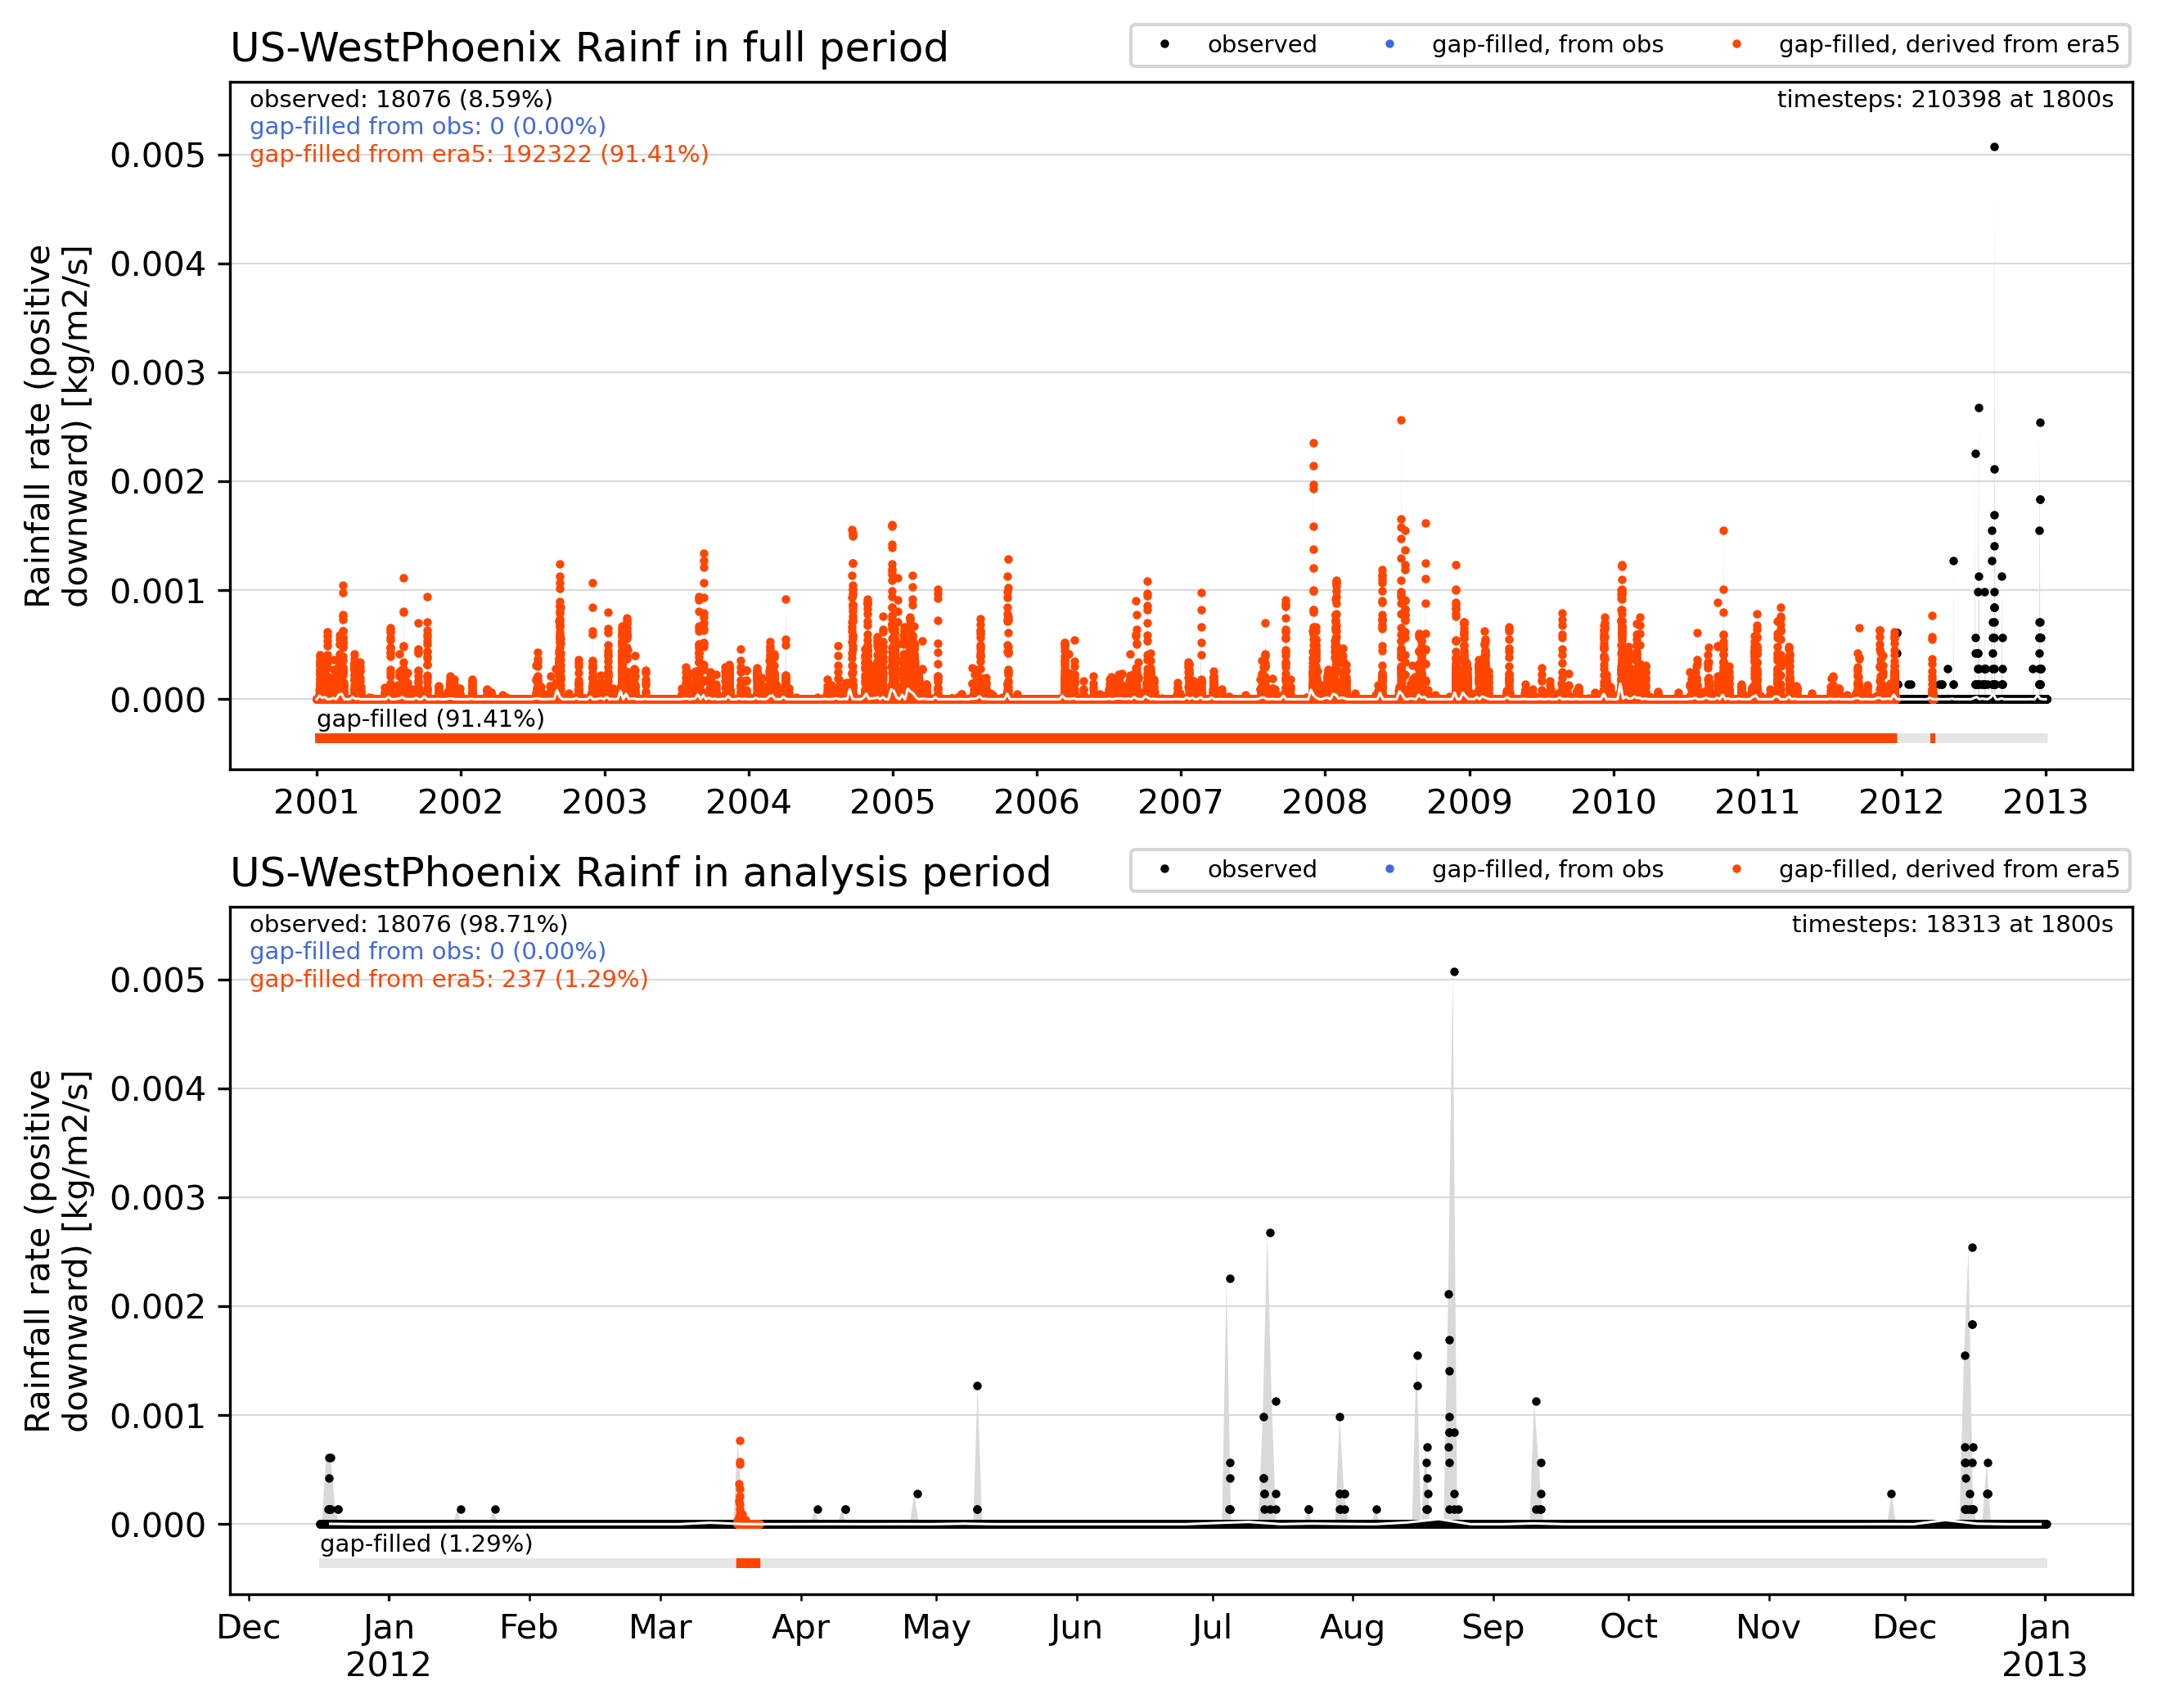 US-WestPhoenix Rainf in full period
observed gap-filled, from obs gap-filled, derived from era5
observed: 18076 (8.59%)
gap-filled from obs: 0 (0.00%)
gap-filled from era5: 192322 (91.41%)
timesteps: 210398 at 1800s
Rainfall rate (positive
downward) [kg/m2/s]
0.005
0.004
0.003
0.002
0.001
0.000
gap-filled (91.41%)
2001 2002 2003 2004 2005 2006 2007 2008 2009 2010 2011 2012 2013
US-WestPhoenix Rainf in analysis period
observed gap-filled, from obs gap-filled, derived from era5
observed: 18076 (98.71%)
gap-filled from obs: 0 (0.00%)
gap-filled from era5: 237 (1.29%)
timesteps: 18313 at 1800s
Rainfall rate (positive
downward) [kg/m2/s]
0.005
0.004
0.003
0.002
0.001
0.000
gap-filled (1.29%)
Dec Jan Feb Mar Apr May Jun Jul Aug Sep Oct Nov Dec Jan
2012 2013